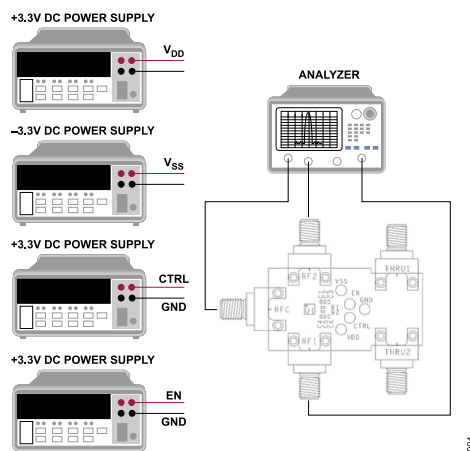 +3.3V DC POWER SUPPLY
VDD
–3.3V DC POWER SUPPLY
VSS
+3.3V DC POWER SUPPLY
CTRL
GND
+3.3V DC POWER SUPPLY
EN
GND
ANALYZER
RF2
THRU1
VSS
EN
GND
RFC
CTRL
VDD
RF1
THRU2